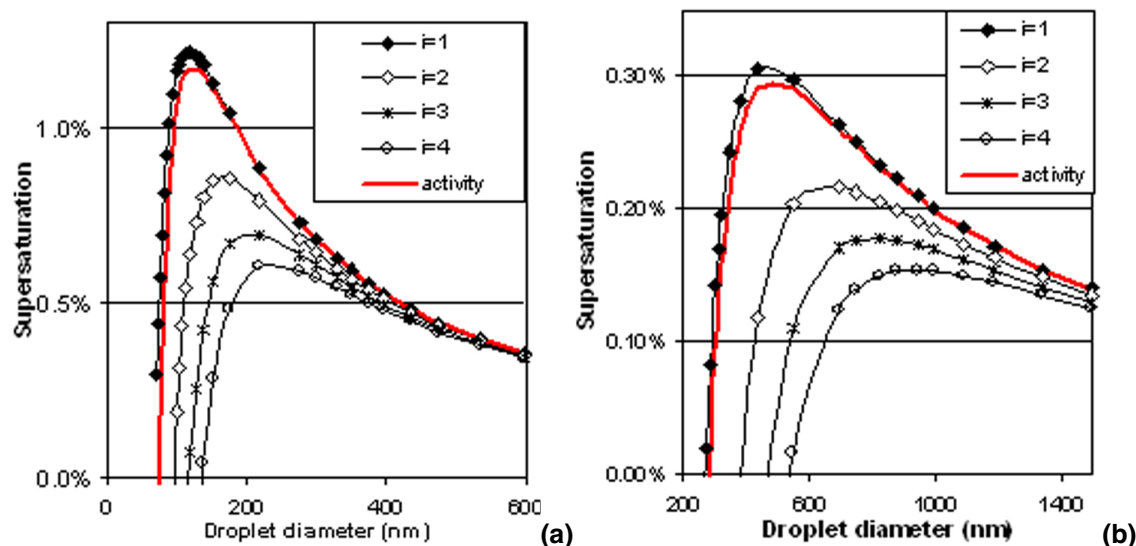 Supersaturation
1.0%
0.5%
0.0%
0
200
400
600
Droplet diameter (nm)
i=1
i=2
i=3
i=4
activity
(a)
Supersaturation
0.30%
0.20%
0.10%
0.00%
200
600
1000
1400
Droplet diameter (nm)
i=1
i=2
i=3
i=4
activity
(b)